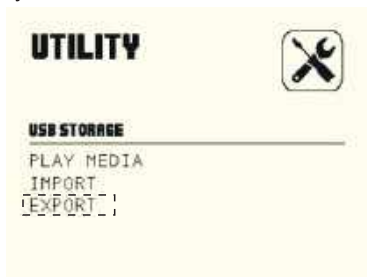 UTILITY
USB STORAGE
PLAY MEDIA
IMPORT
EXPORT